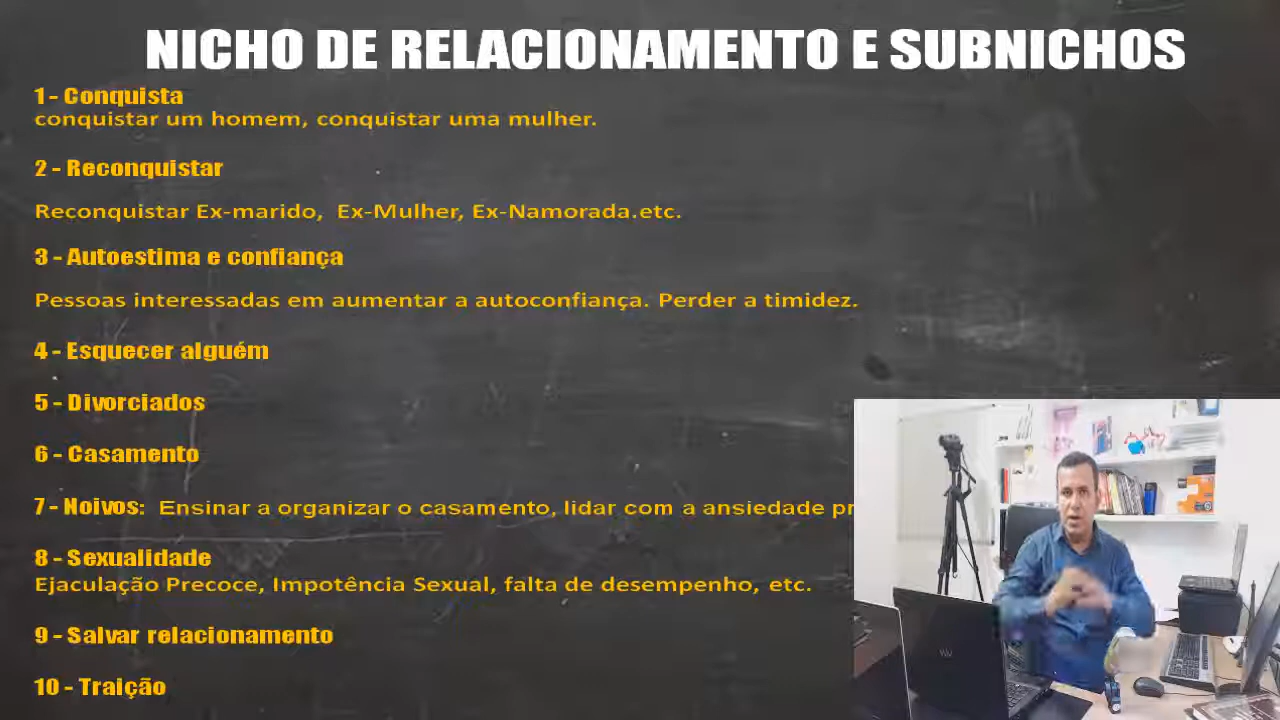 NICHO DE RELACIONAMENTO E SUBNICHOS
1 - Conquista
conquistar um homem, conquistar uma mulher.
2 - Reconquistar
Reconquistar Ex-marido, Ex-Mulher, Ex-Namorada.etc.
3 - Autoestima e confiança
Pessoas interessadas em aumentar a autoconfiança. Perder a timidez.
4 - Esquecer alguém
5 - Divorciados
6 - Casamento
7 - Noivos: Ensinar a organizar o casamento, lidar com a ansiedade
8 - Sexualidade
Ejaculação Precoce, Impotência Sexual, falta de desempenho, etc.
9 - Salvar relacionamento
10 - Traição